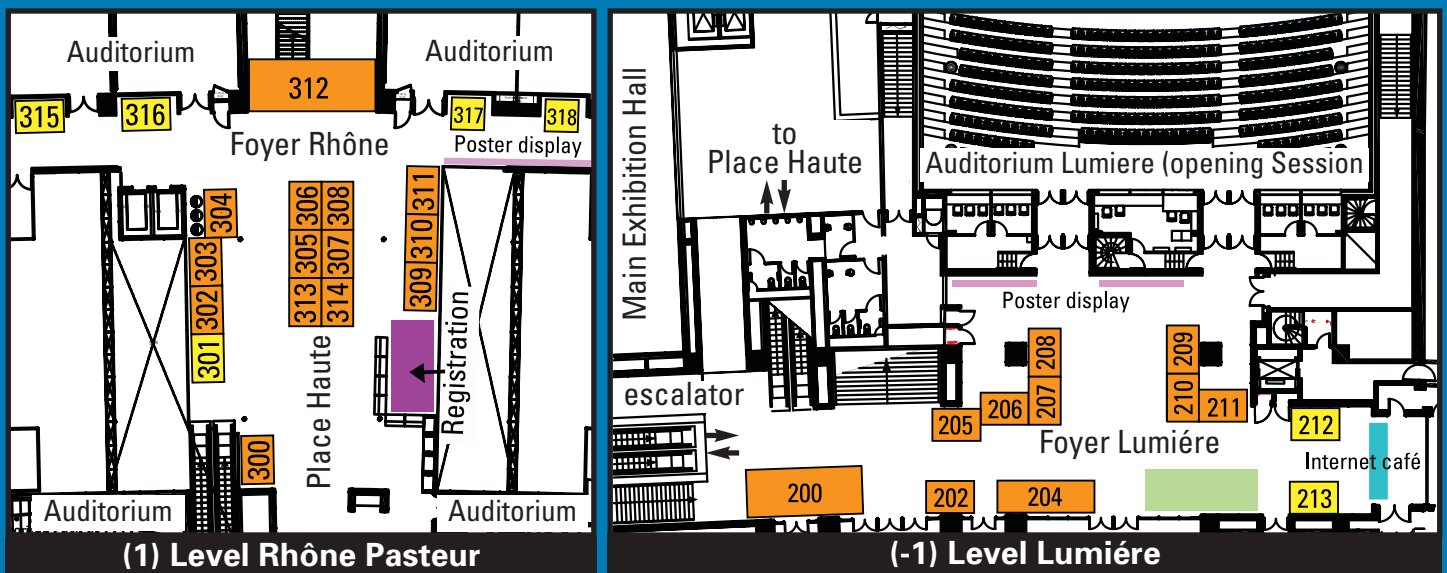 Auditorium
Auditorium
312
315
316
317
318
Foyer Rhône
Poster display
304
303
302
301
306
308
305
307
313
314
311
310
309
Registration
Place Haute
300
Auditorium
Auditorium
(1) Level Rhône Pasteur
Main Exhibition Hall
to
Place Haute
Auditorium Lumiere (opening Session
Poster display
escalator
208
207
206
205
209
210
211
212
Foyer Lumiére
Internet café
200
202
204
213
(-1) Level Lumiére